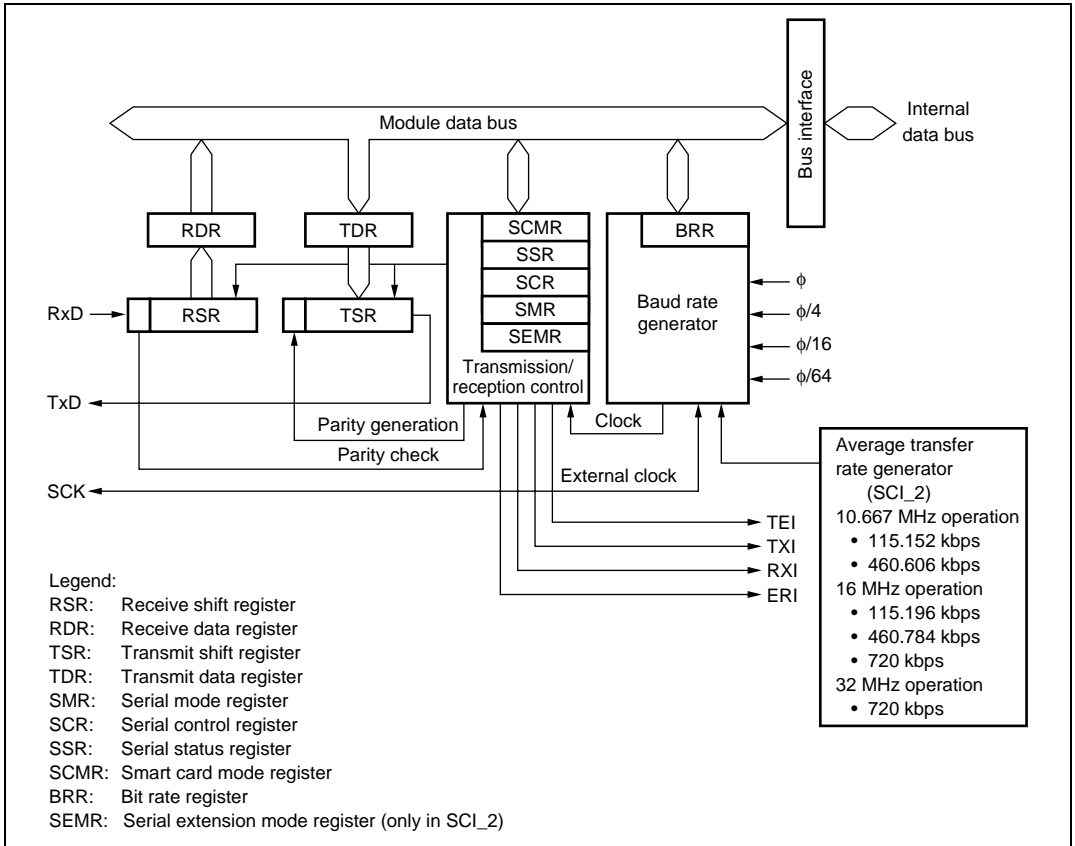 Module data bus
Bus interface
Internal
data bus
RDR
TDR
SCMR
SSR
SCR
SMR
SEMR
Transmission/
reception control
BRR
Baud rate
generator
φ
φ/4
φ/16
φ/64
RxD
RSR
TSR
TxD
Parity generation
Parity check
Clock
SCK
External clock
TEI
TXI
RXI
ERI
Average transfer
rate generator
(SCI_2)
10.667 MHz operation
• 115.152 kbps
• 460.606 kbps
16 MHz operation
• 115.196 kbps
• 460.784 kbps
• 720 kbps
32 MHz operation
• 720 kbps
Legend:
RSR: Receive shift register
RDR: Receive data register
TSR: Transmit shift register
TDR: Transmit data register
SMR: Serial mode register
SCR: Serial control register
SSR: Serial status register
SCMR: Smart card mode register
BRR: Bit rate register
SEMR: Serial extension mode register (only in SCI_2)